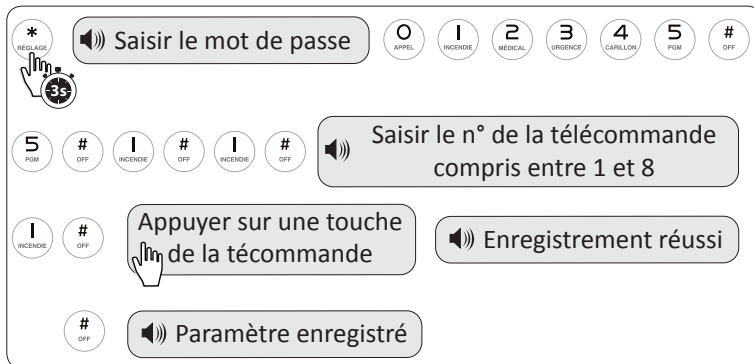 * Saisir le mot de passe 0 1 2 3 4 5 #
RÉGLAGE APPEL INCENDIE MÉDICAL URGENCE CARILLON PGM OFF
3s
5 # 1 # 1 # Saisir le n° de la télécommande
PGM OFF INCENDIE OFF INCENDIE OFF compris entre 1 et 8
1 # Appuyer sur une touche
INCENDIE OFF de la técommande Enregistrement réussi
# Paramètre enregistré
OFF